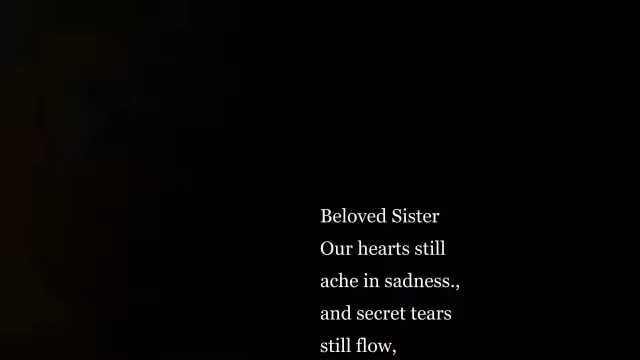 Beloved Sister
Our hearts still
ache in sadness.,
and secret tears
still flow,